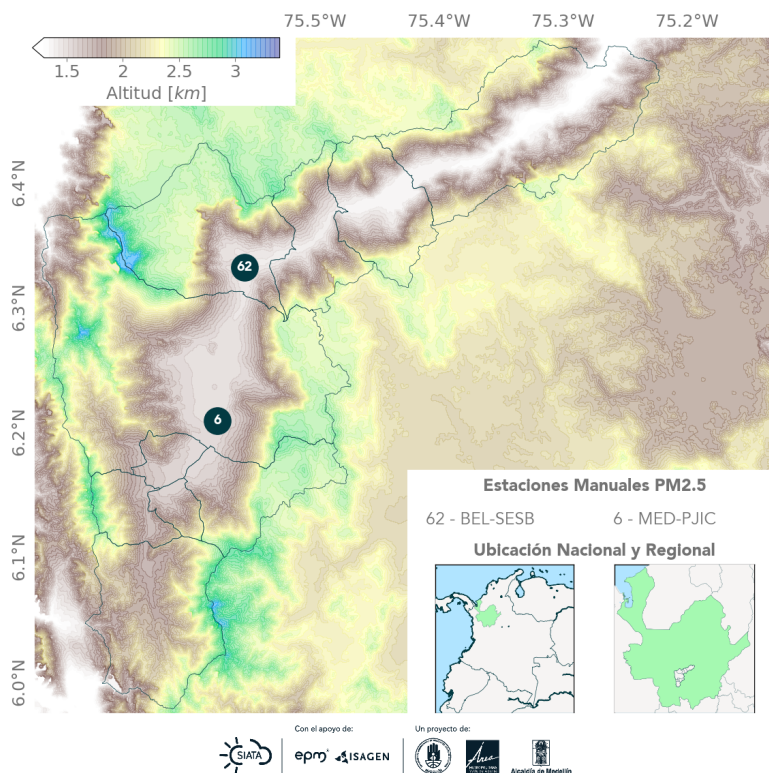 75.5°W 75.4°W 75.3°W 75.2°W
1.5 2 2.5 3
Altitud [km]
6.4°N
6.3°N
62
6.2°N
6
6.1°N
6.0°N
Estaciones Manuales PM2.5
62 - BEL-SESB 6 - MED-PJIC
Ubicación Nacional y Regional
Con el apoyo de: Un proyecto de:
SIATA epm ISAGEN Área
Alcaldía de Medellín